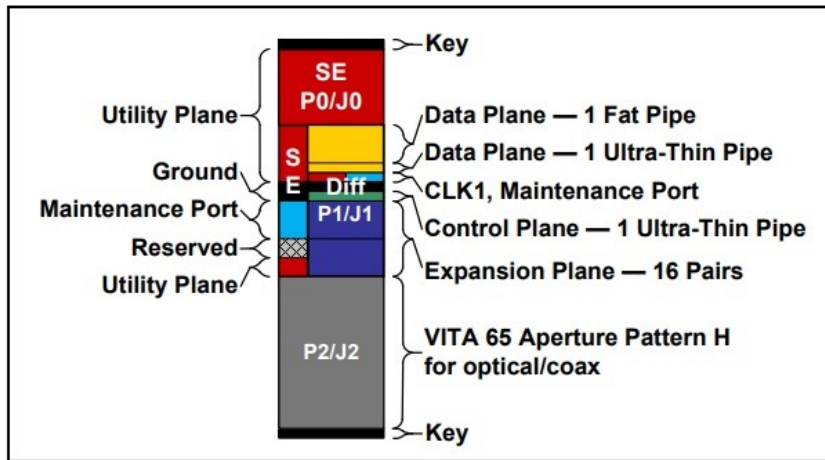 Key
SE
P0/J0
Utility Plane
Data Plane — 1 Fat Pipe
Data Plane — 1 Ultra-Thin Pipe
S
E
Ground
Diff
CLK1, Maintenance Port
Maintenance Port
P1/J1
Control Plane — 1 Ultra-Thin Pipe
Reserved
Expansion Plane — 16 Pairs
Utility Plane
P2/J2
VITA 65 Aperture Pattern H
for optical/coax
Key